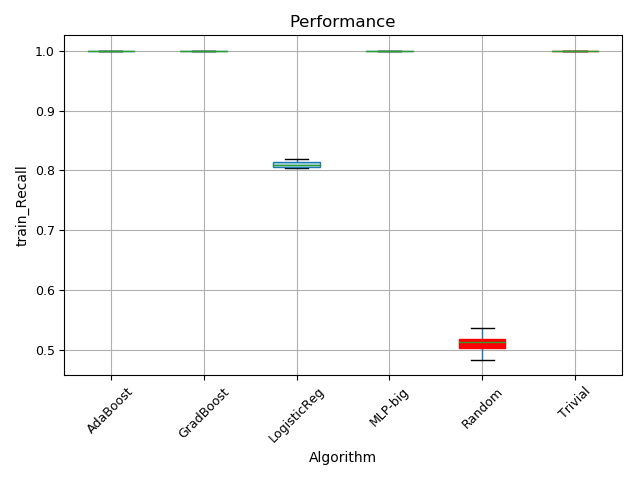 Performance
train_Recall
1.0
0.9
0.8
0.7
0.6
0.5
AdaBoost
GradBoost
LogisticReg
MLP-big
Random
Trivial
Algorithm